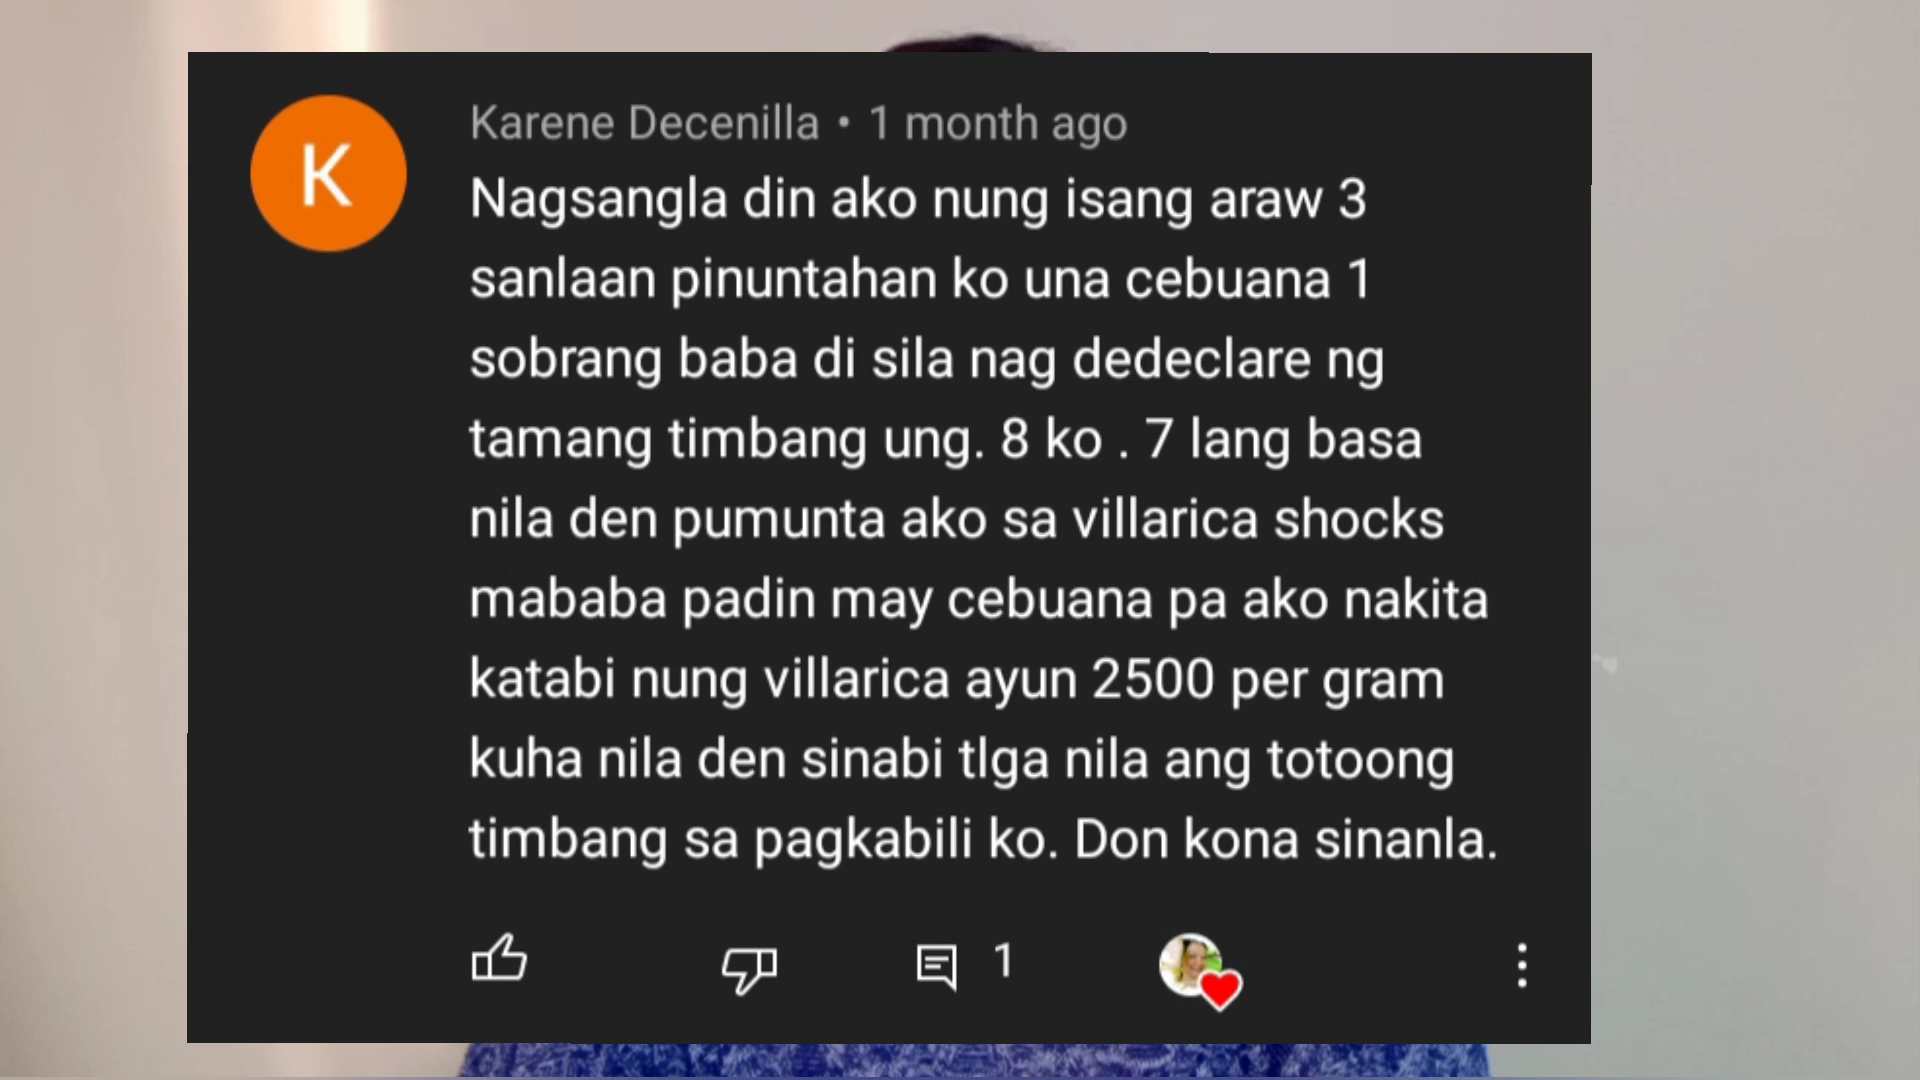 K
Karene Decenilla • 1 month ago
Nagsangla din ako nung isang araw 3
sanlaan pinuntahan ko una cebuana 1
sobrang baba di sila nag dedeclare ng
tamang timbang ung. 8 ko . 7 lang basa
nila den pumunta ako sa villarica shocks
mababa padin may cebuana pa ako nakita
katabi nung villarica ayun 2500 per gram
kuha nila den sinabi tlga nila ang totoong
timbang sa pagkabili ko. Don kona sinanla.
1